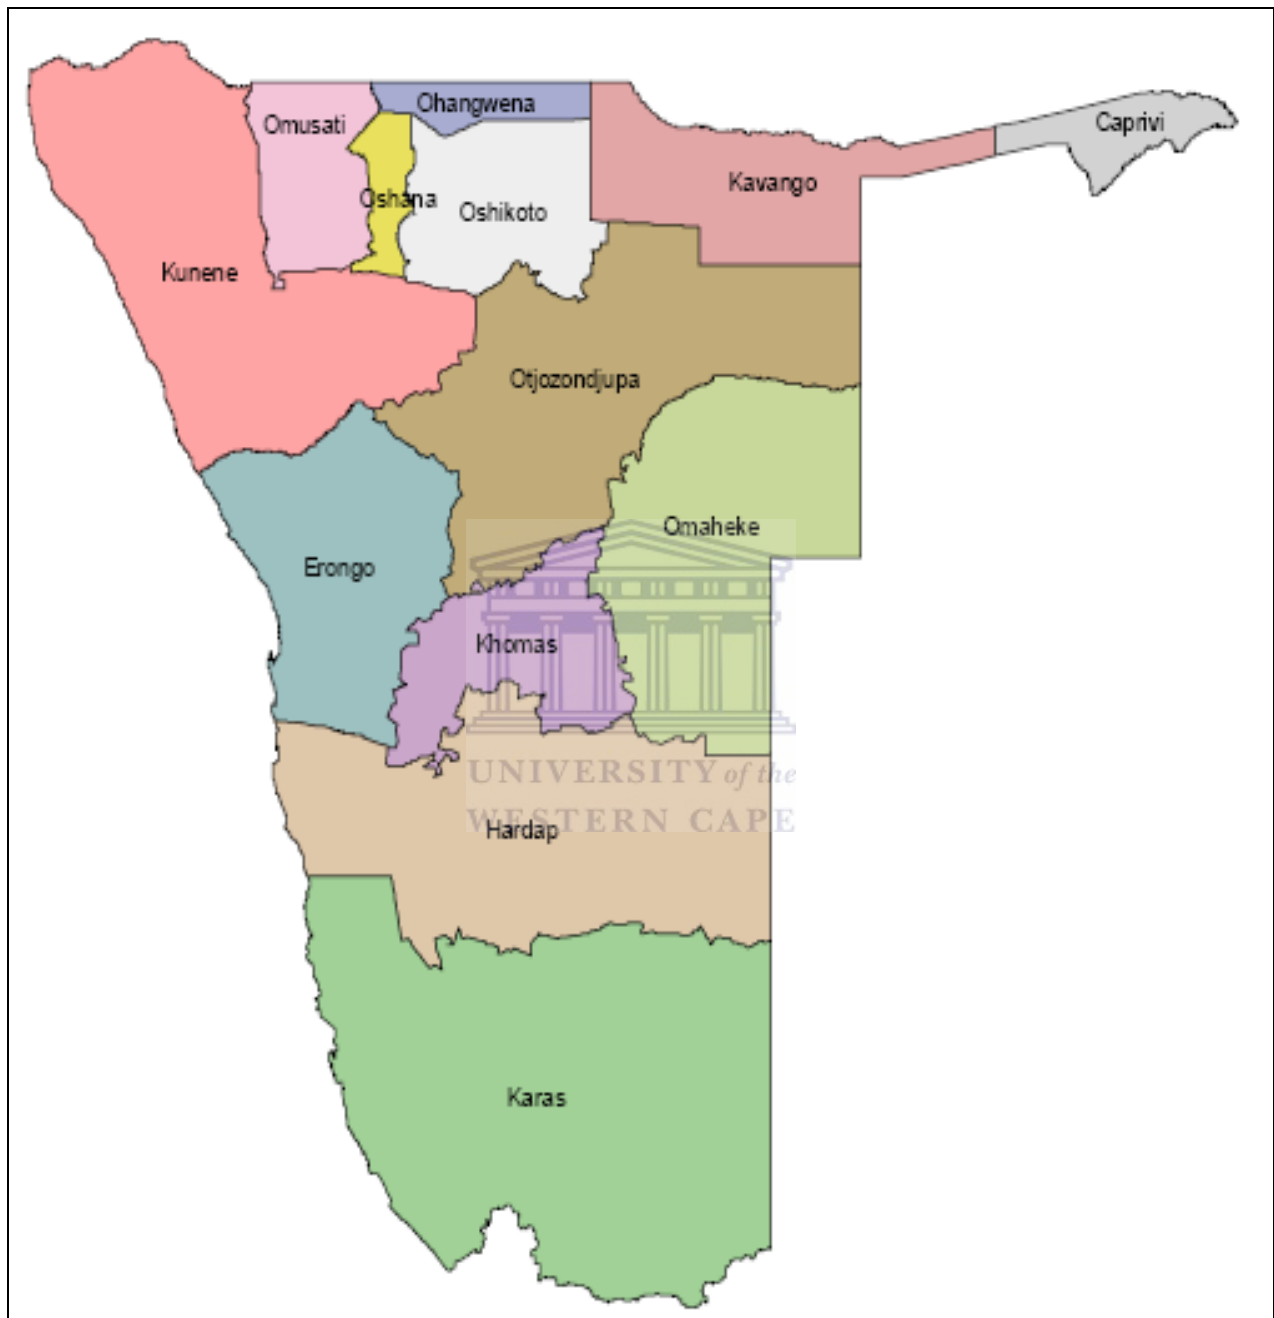 Ohangwena
Caprivi
Omusati
Kavango
Oshana
Oshikoto
Kunene
Otjozondjupa
Omaheke
Erongo
Khomas
UNIVERSITY of the
WESTERN CAPE
Hardap
Karas